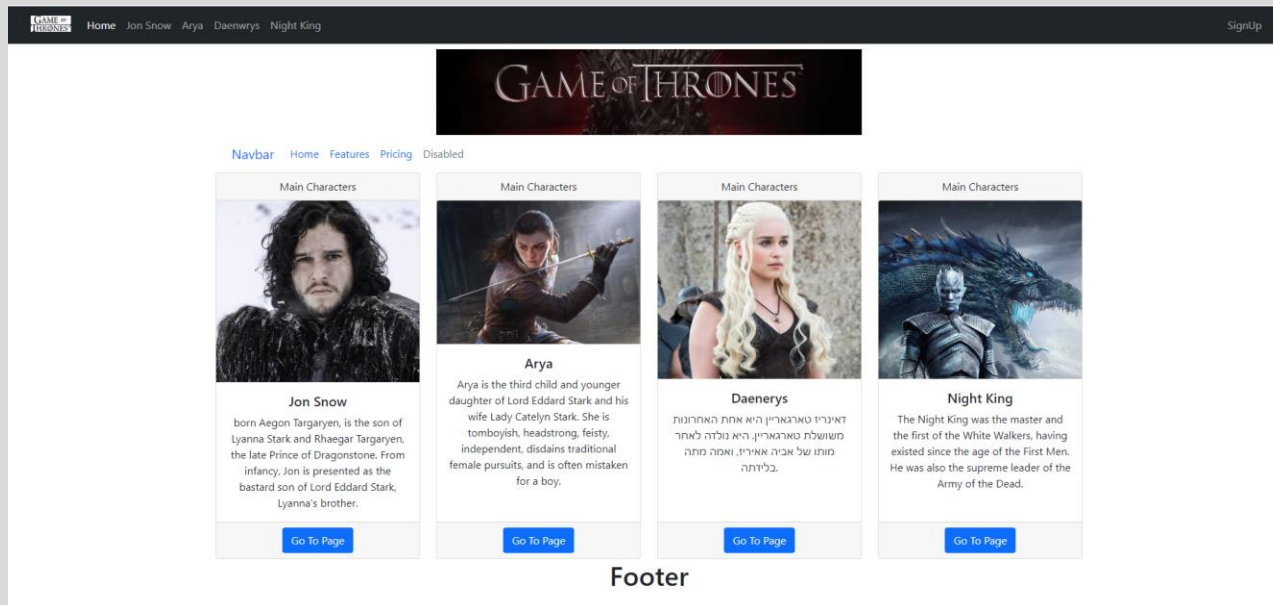 GAME OF THRONES
Home Jon Snow Arya Daenwrys Night King SignUp
GAME OF THRONES
Navbar Home Features Pricing Disabled
Main Characters
Jon Snow
born Aegon Targaryen, is the son of
Lyanna Stark and Rhaegar Targaryen,
the late Prince of Dragonstone. From
infancy, Jon is presented as the
bastard son of Lord Eddard Stark,
Lyanna's brother.
Go To Page
Main Characters
Arya
Arya is the third child and younger
daughter of Lord Eddard Stark and his
wife Lady Catelyn Stark. She is
tomboyish, headstrong, feisty,
independent, disdains traditional
female pursuits, and is often mistaken
for a boy.
Go To Page
Main Characters
Daenerys
דאינריז טארגאריין היא אחת האחרונות
משושלת טארגאריין. היא נולדה לאחר
מותו של אביה אאיריז, ואמה מתה
בלידתה.
Go To Page
Main Characters
Night King
The Night King was the master and
the first of the White Walkers, having
existed since the age of the First Men.
He was also the supreme leader of the
Army of the Dead.
Go To Page
Footer